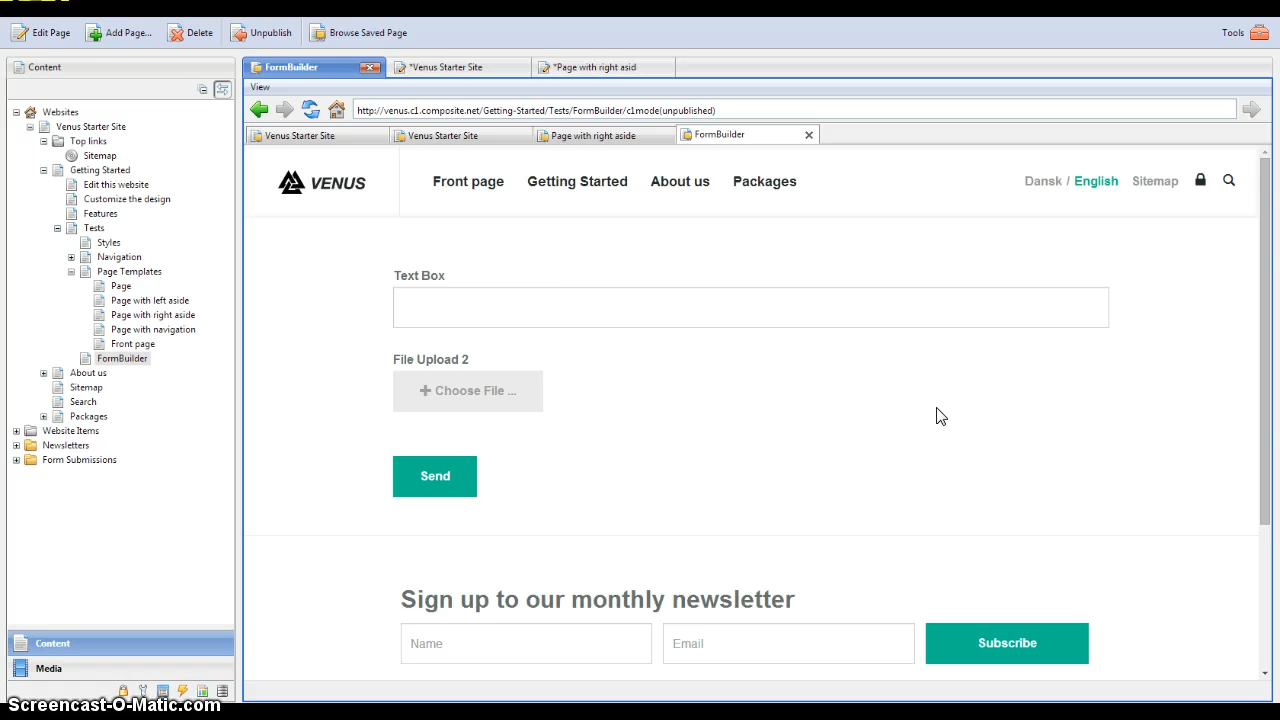 Edit Page Add Page... Delete Unpublish Browse Saved Page Tools
Content
FormBuilder *Venus Starter Site *Page with right asid
View
http://venus.c1.composite.net/Getting-Started/Tests/FormBuilder/c1mode(unpublished)
Venus Starter Site Venus Starter Site Page with right aside FormBuilder
Websites
Venus Starter Site
Top links
Sitemap
Getting Started
Edit this website
Customize the design
Features
Tests
Styles
Navigation
Page Templates
Page
Page with left aside
Page with right aside
Page with navigation
Front page
FormBuilder
About us
Sitemap
Search
Packages
Website Items
Newsletters
Form Submissions
Content
Media
VENUS Front page Getting Started About us Packages Dansk / English Sitemap
Text Box
File Upload 2
Choose File ...
Send
Sign up to our monthly newsletter
Name Email Subscribe
Screencast-O-Matic.com